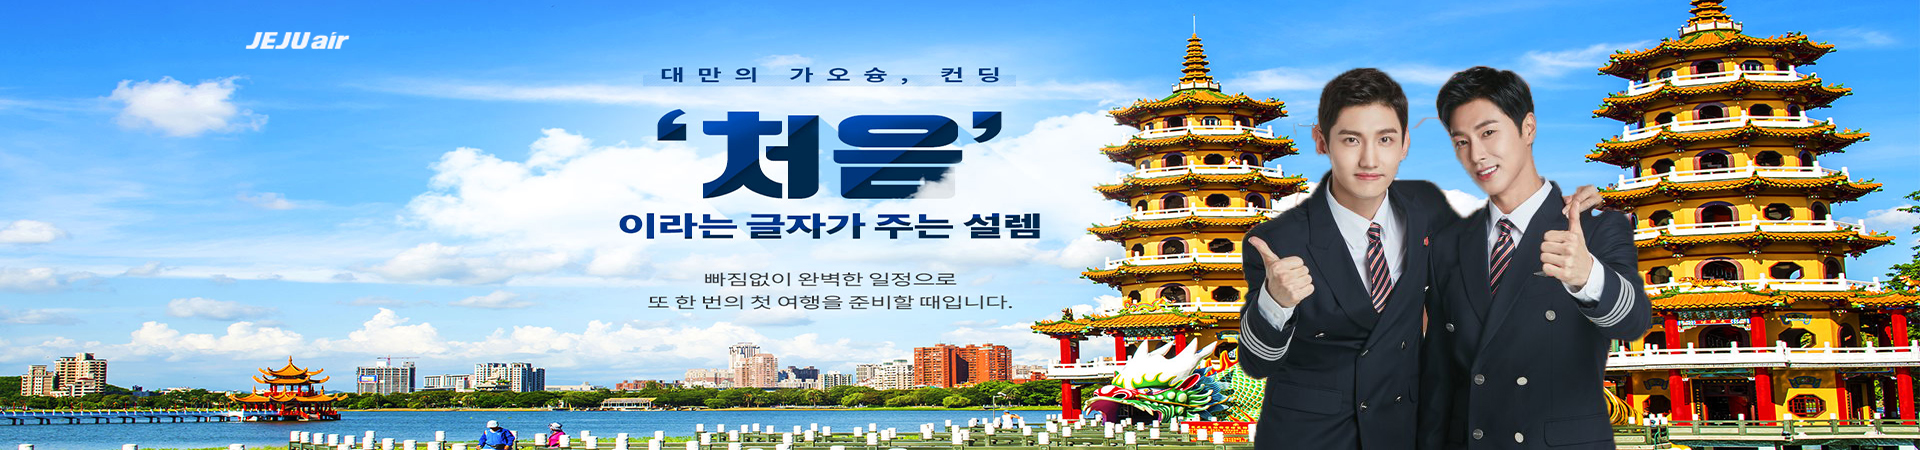 JEJU air
대만의 가오슝, 컨딩
‘처음’
이라는 글자가 주는 설렘
빠짐없이 완벽한 일정으로
또 한 번의 첫 여행을 준비할 때입니다.